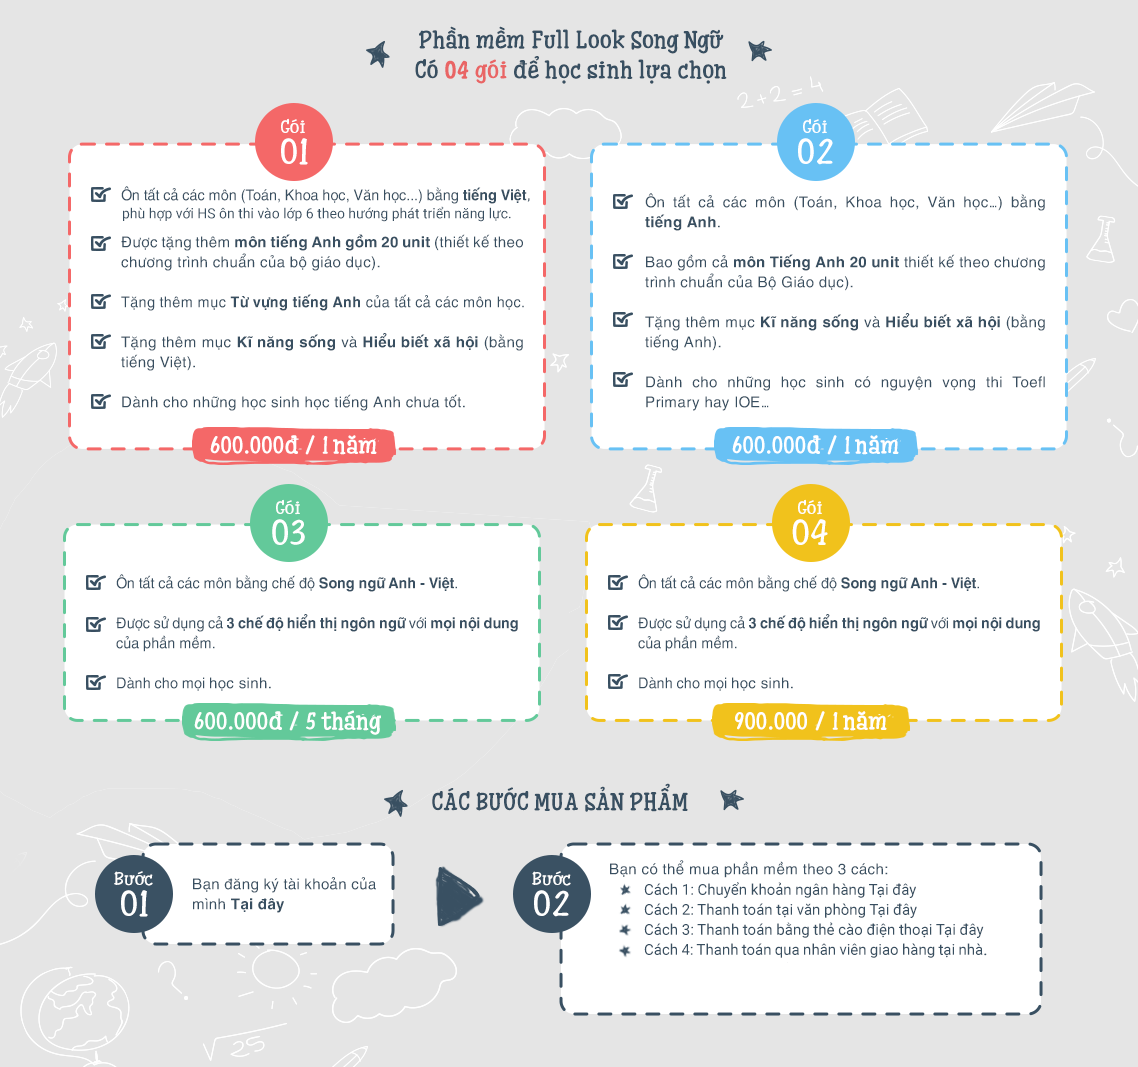 Phần mềm Full Look Song Ngữ
Có 04 gói để học sinh lựa chọn
2+2=4
Gói
01
Ôn tất cả các môn (Toán, Khoa học, Văn học...) bằng tiếng Việt,
phù hợp với HS ôn thi vào lớp 6 theo hướng phát triển năng lực.
Được tặng thêm môn tiếng Anh gồm 20 unit (thiết kế theo
chương trình chuẩn của bộ giáo dục).
Tặng thêm mục Từ vựng tiếng Anh của tất cả các môn học.
Tặng thêm mục Kĩ năng sống và Hiểu biết xã hội (bằng
tiếng Việt).
Dành cho những học sinh học tiếng Anh chưa tốt.
600.000đ / 1 năm
Gói
02
Ôn tất cả các môn (Toán, Khoa học, Văn học...) bằng
tiếng Anh.
Bao gồm cả môn Tiếng Anh 20 unit thiết kế theo chương
trình chuẩn của Bộ Giáo dục).
Tặng thêm mục Kĩ năng sống và Hiểu biết xã hội (bằng
tiếng Anh).
Dành cho những học sinh có nguyện vọng thi Toefl
Primary hay IOE...
600.000đ / 1 năm
Gói
03
Ôn tất cả các môn bằng chế độ Song ngữ Anh - Việt.
Được sử dụng cả 3 chế độ hiển thị ngôn ngữ với mọi nội dung
của phần mềm.
Dành cho mọi học sinh.
600.000đ / 5 tháng
Gói
04
Ôn tất cả các môn bằng chế độ Song ngữ Anh - Việt.
Được sử dụng cả 3 chế độ hiển thị ngôn ngữ với mọi nội dung
của phần mềm.
Dành cho mọi học sinh.
900.000 / 1 năm
CÁC BƯỚC MUA SẢN PHẨM
Bước
01
Bạn đăng ký tài khoản của
mình Tại đây
Bước
02
Bạn có thể mua phần mềm theo 3 cách:
Cách 1: Chuyển khoản ngân hàng Tại đây
Cách 2: Thanh toán tại văn phòng Tại đây
Cách 3: Thanh toán bằng thẻ cào điện thoại Tại đây
Cách 4: Thanh toán qua nhân viên giao hàng tại nhà.
√25